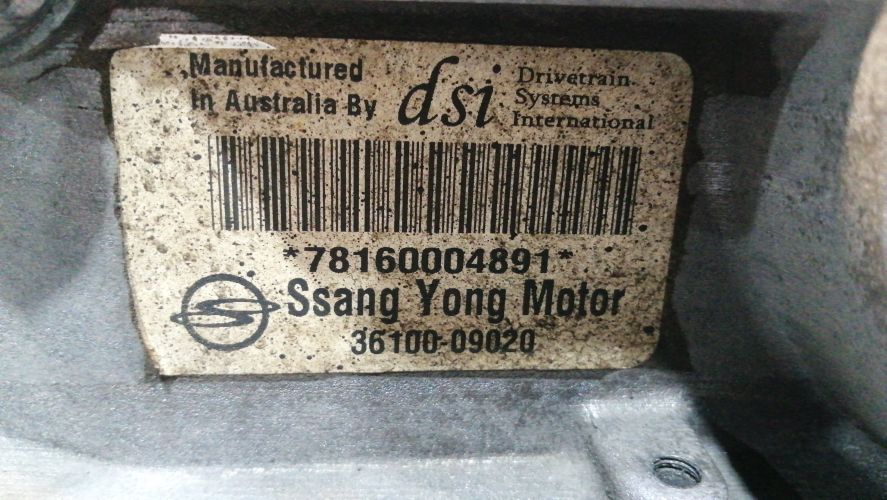 Manufactured
In Australia By
dsi
Drivetrain
Systems
International
*78160004891*
Ssang Yong Motor
36100-09020